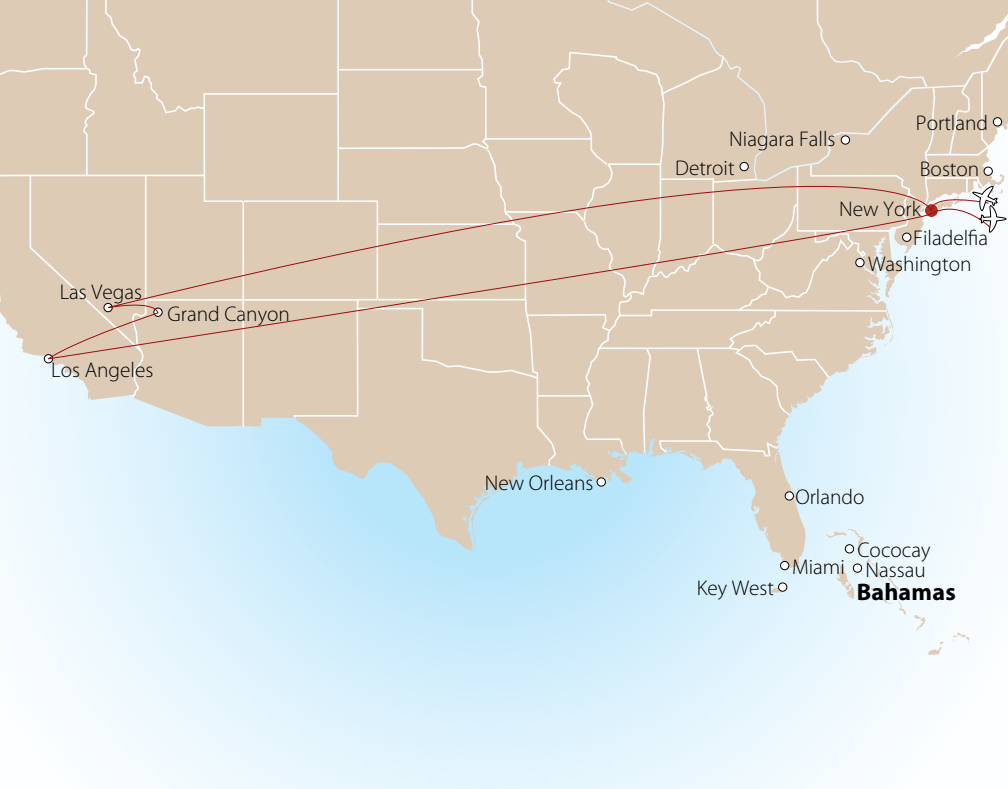 Portland
Niagara Falls
Detroit
Boston
New York
Filadelfia
Washington
Las Vegas
Grand Canyon
Los Angeles
New Orleans
Orlando
Cococay
Miami
Nassau
Key West
Bahamas